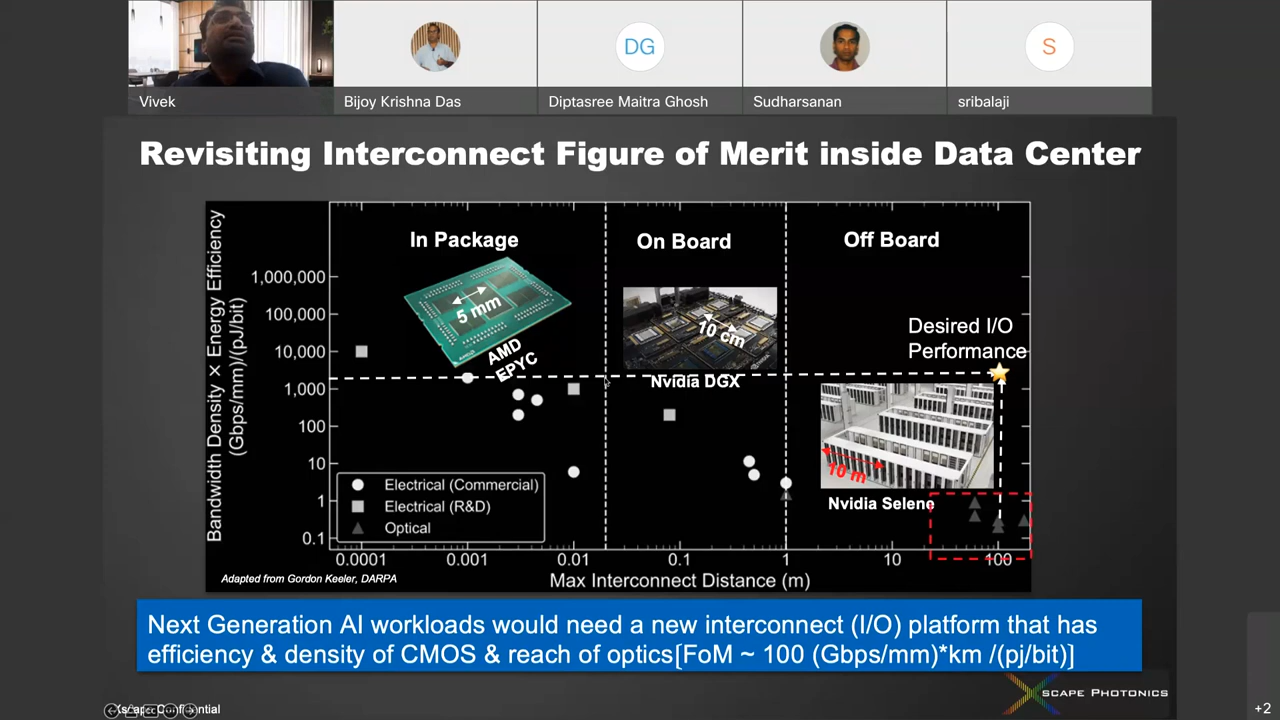 Vivek
Bijoy Krishna Das
DG
Diptasree Maitra Ghosh
Sudharsanan
S
sribalaji
Revisiting Interconnect Figure of Merit inside Data Center
Bandwidth Density × Energy Efficiency
(Gbps/mm)/(pJ/bit)
In Package
On Board
Off Board
1,000,000
100,000
10,000
1,000
100
10
1
0.1
5 mm
AMD
EPYC
10 cm
Nvidia DGX
Desired I/O
Performance
10 m
Nvidia Selene
Electrical (Commercial)
Electrical (R&D)
Optical
0.0001
0.001
0.01
0.1
1
10
100
Adapted from Gordon Keeler, DARPA
Max Interconnect Distance (m)
Next Generation AI workloads would need a new interconnect (I/O) platform that has
efficiency & density of CMOS & reach of optics[FoM ~ 100 (Gbps/mm)*km /(pj/bit)]
XSCAPE PHOTONICS
Xscape Confidential
+2